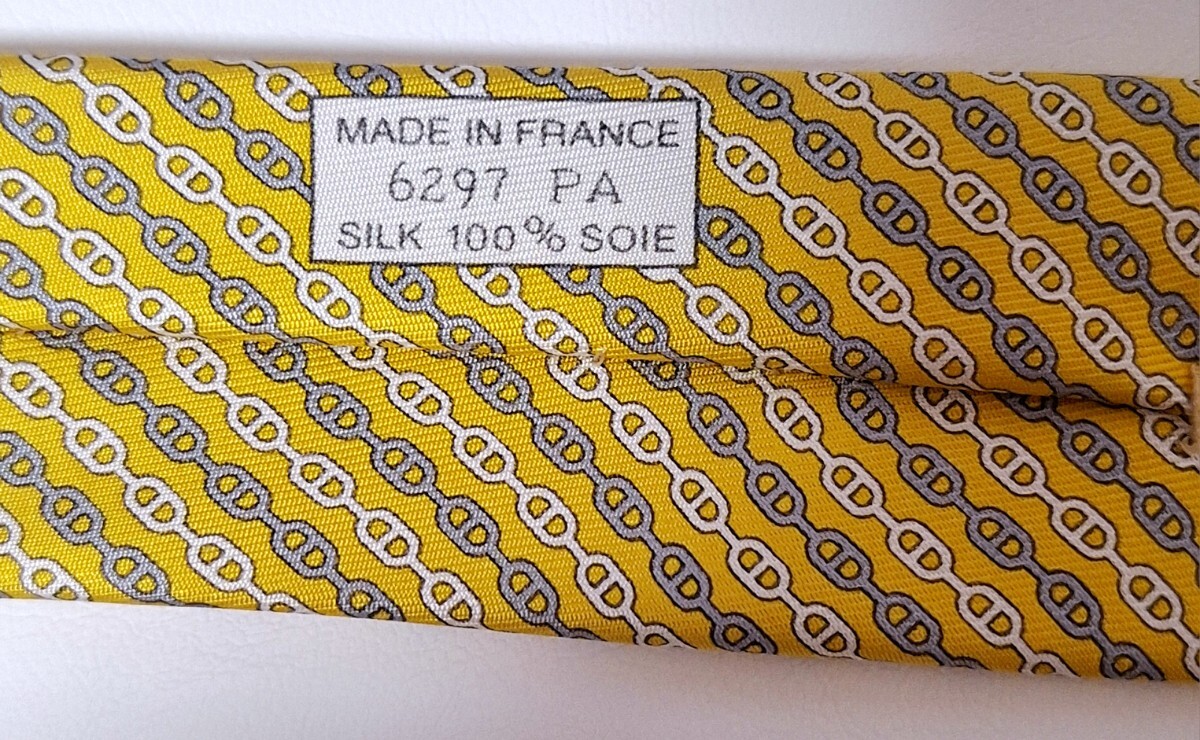 MADE IN FRANCE
6297 PA
SILK 100% SOIE